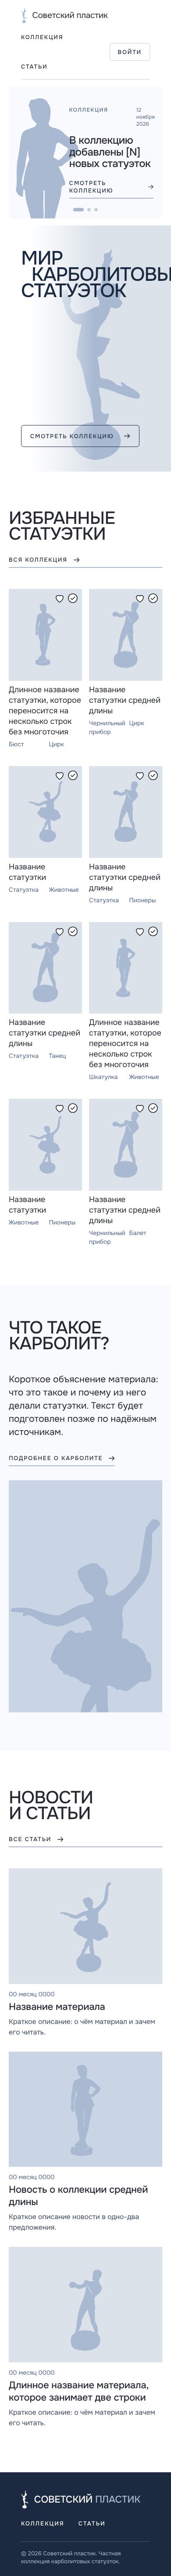 Советский пластик
КОЛЛЕКЦИЯ
ВОЙТИ
СТАТЬИ
КОЛЛЕКЦИЯ
12
ноября
2026
В коллекцию
добавлены [N]
новых статуэток
СМОТРЕТЬ
КОЛЛЕКЦИЮ
МИР
КАРБОЛИТОВЫ
СТАТУЭТОК
СМОТРЕТЬ КОЛЛЕКЦИЮ
ИЗБРАННЫЕ
СТАТУЭТКИ
ВСЯ КОЛЛЕКЦИЯ
Длинное название
статуэтки, которое
переносится на
несколько строк
без многоточия
Бюст Цирк
Название
статуэтки средней
длины
Чернильный Цирк
прибор
Название
статуэтки
Статуэтка Животные
Название
статуэтки средней
длины
Статуэтка Пионеры
Название
статуэтки средней
длины
Статуэтка Танец
Длинное название
статуэтки, которое
переносится на
несколько строк
без многоточия
Шкатулка Животные
Название
статуэтки
Животные Пионеры
Название
статуэтки средней
длины
Чернильный Балет
прибор
ЧТО ТАКОЕ
КАРБОЛИТ?
Короткое объяснение материала:
что это такое и почему из него
делали статуэтки. Текст будет
подготовлен позже по надёжным
источникам.
ПОДРОБНЕЕ О КАРБОЛИТЕ
НОВОСТИ
И СТАТЬИ
ВСЕ СТАТЬИ
00 месяц 0000
Название материала
Краткое описание: о чём материал и зачем
его читать.
00 месяц 0000
Новость о коллекции средней
длины
Краткое описание новости в одно-два
предложения.
00 месяц 0000
Длинное название материала,
которое занимает две строки
Краткое описание: о чём материал и зачем
его читать.
СОВЕТСКИЙ ПЛАСТИК
КОЛЛЕКЦИЯ СТАТЬИ
© 2026 Советский пластик. Частная
коллекция карболитовых статуэток.